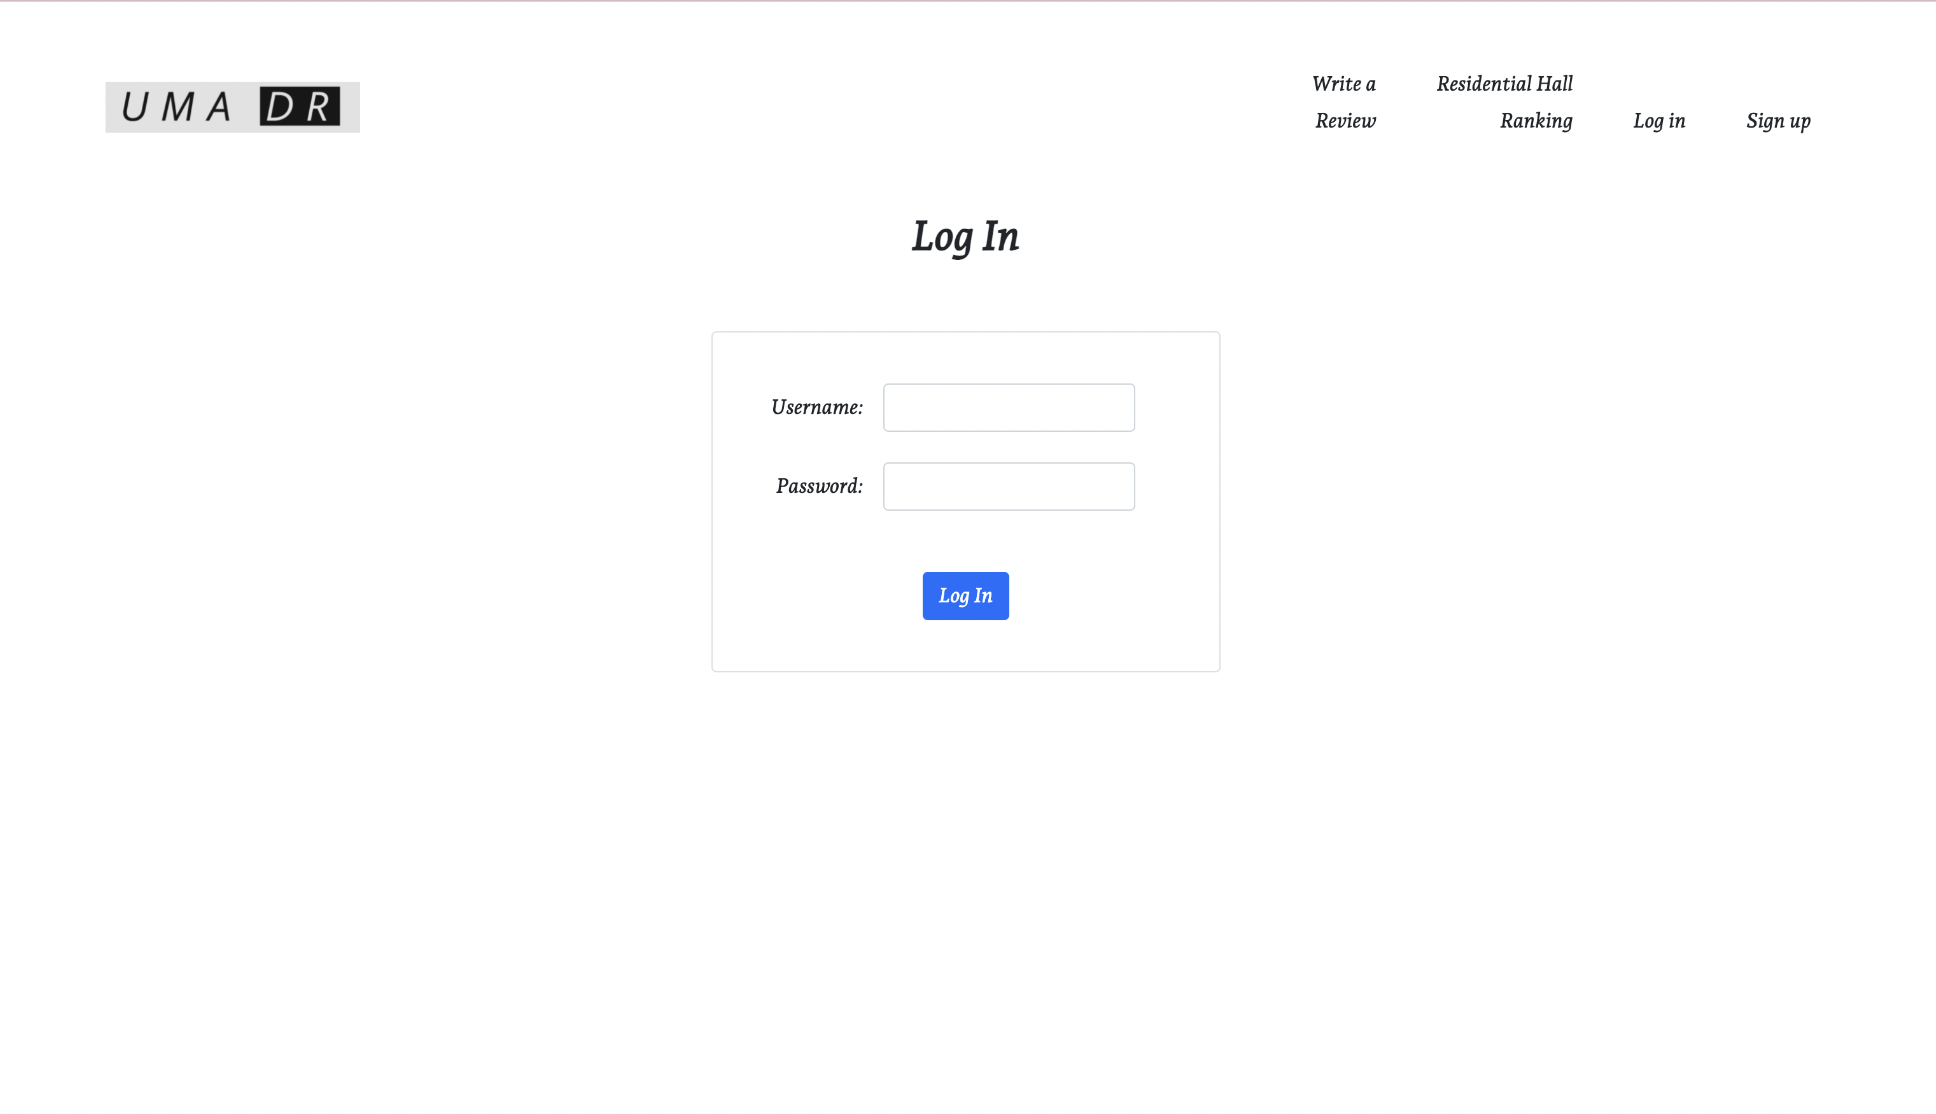 UMA DR
Write a
Review
Residential Hall
Ranking
Log in
Sign up
Log In
Username:
Password:
Log In